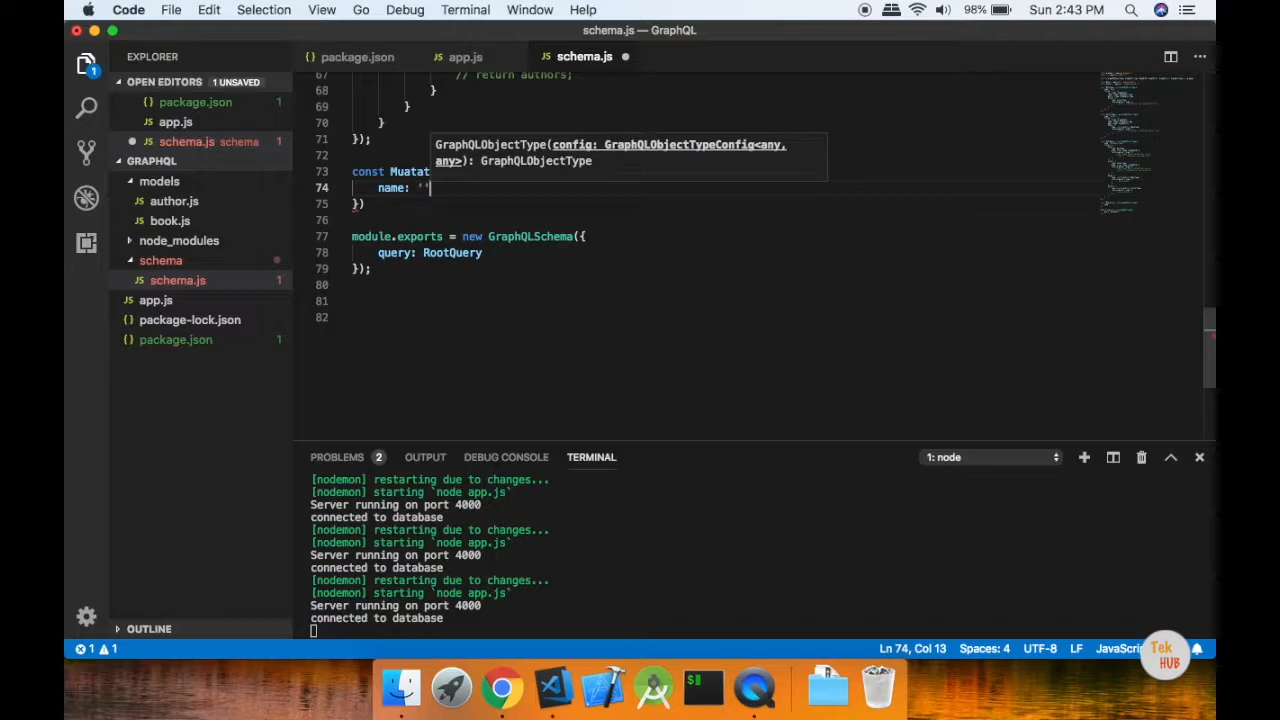 Code File Edit Selection View Go Debug Terminal Window Help 98% Sun 2:43 PM
schema.js — GraphQL
EXPLORER package.json app.js schema.js
OPEN EDITORS 1 UNSAVED
package.json 1
app.js
schema.js schema 1
GRAPHQL
models
author.js
book.js
node_modules
schema
schema.js 1
app.js
package-lock.json
package.json 1
OUTLINE
67 // return authors;
68 }
69 }
70 }
71 });
72
73 const Muatat
74 name: ''
75 })
76
77 module.exports = new GraphQLSchema({
78 query: RootQuery
79 });
80
81
82
GraphQLObjectType(config: GraphQLObjectTypeConfig<any,
any>): GraphQLObjectType
PROBLEMS 2 OUTPUT DEBUG CONSOLE TERMINAL 1: node
[nodemon] restarting due to changes...
[nodemon] starting `node app.js`
Server running on port 4000
connected to database
[nodemon] restarting due to changes...
[nodemon] starting `node app.js`
Server running on port 4000
connected to database
[nodemon] restarting due to changes...
[nodemon] starting `node app.js`
Server running on port 4000
connected to database
1 1 Ln 74, Col 13 Spaces: 4 UTF-8 LF JavaScri
Tek
HUB